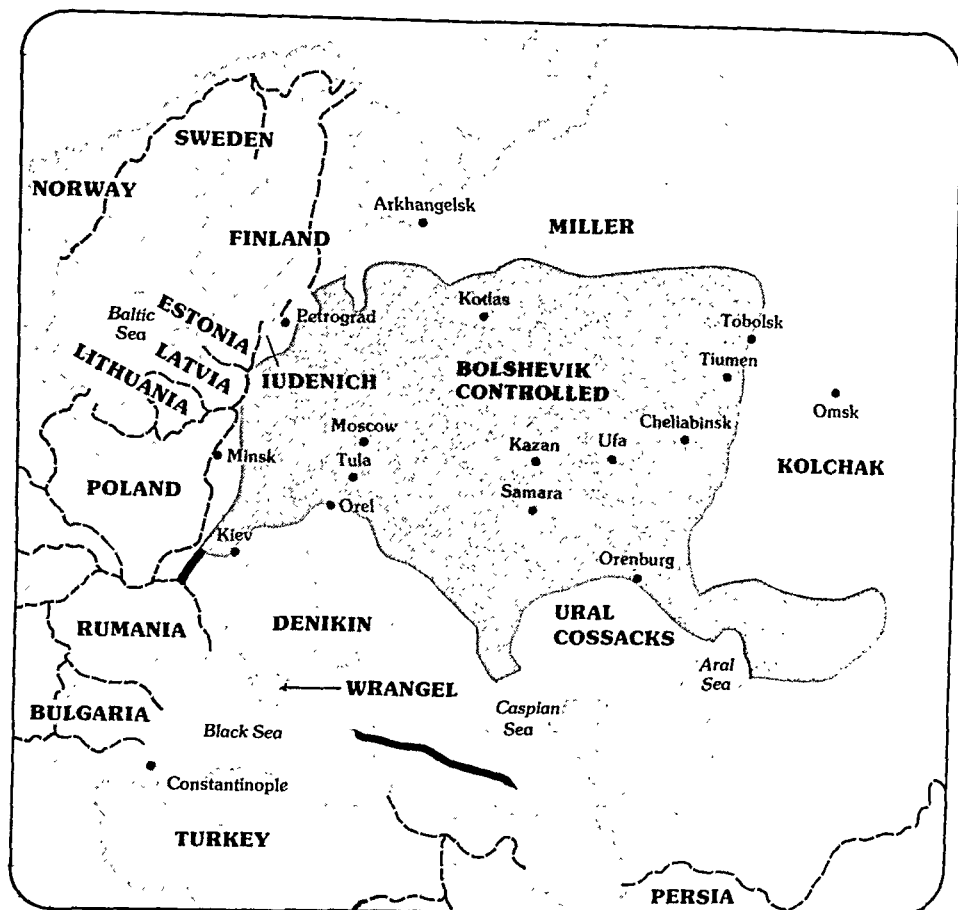 SWEDEN
NORWAY
Arkhangelsk
FINLAND
MILLER
Kotlas
ESTONIA
Petrograd
Baltic
Sea
Tobolsk
LATVIA
Tiumen
LITHUANIA
IUDENICH
BOLSHEVIK
CONTROLLED
Omsk
Moscow
Cheliabinsk
Kazan
Ufa
Minsk
Tula
KOLCHAK
POLAND
Samara
Orel
Kiev
Orenburg
RUMANIA
DENIKIN
URAL
COSSACKS
Aral
Sea
WRANGEL
BULGARIA
Black Sea
Caspian
Sea
Constantinople
TURKEY
PERSIA